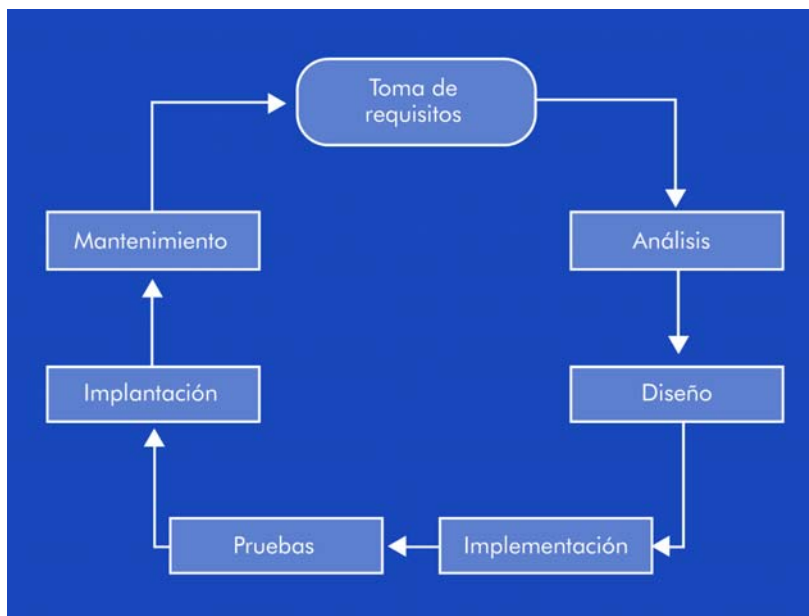 Toma de
requisitos
Mantenimiento
Análisis
Implantación
Diseño
Pruebas
Implementación